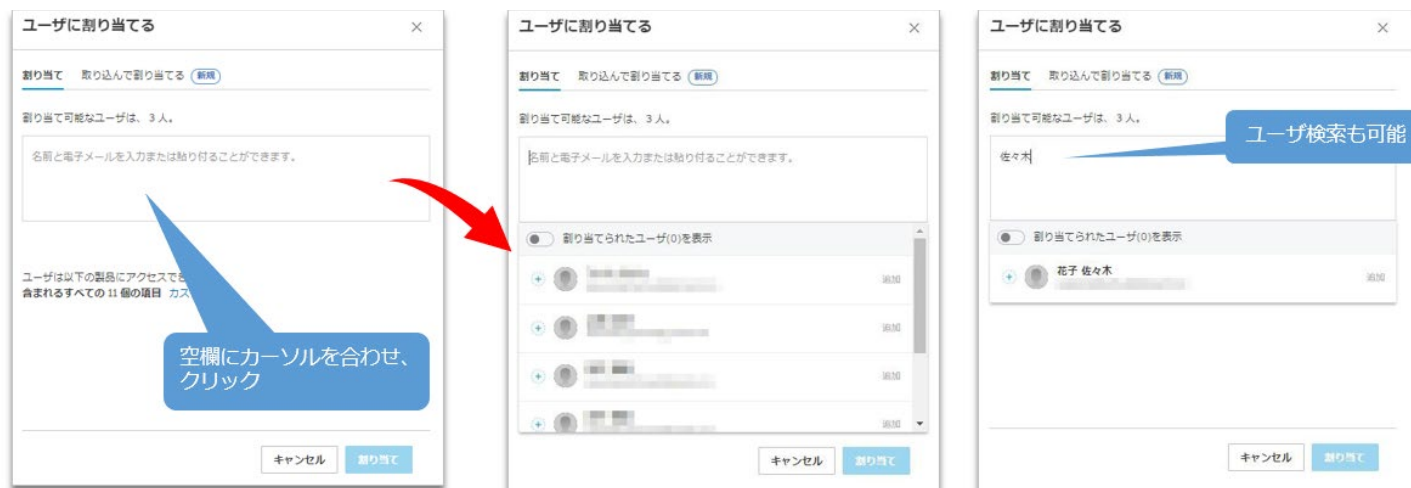 ユーザに割り当てる
割り当て 取り込んで割り当てる 新規
割り当て可能なユーザは、3人。
名前と電子メールを入力または貼り付けることができます。
ユーザは以下の製品にアクセスでき
含まれるすべての 11 個の項目 カス
空欄にカーソルを合わせ、
クリック
キャンセル 割り当て
ユーザに割り当てる
割り当て 取り込んで割り当てる 新規
割り当て可能なユーザは、3人。
名前と電子メールを入力または貼り付けることができます。
割り当てられたユーザ(0)を表示
追加
追加
追加
追加
キャンセル 割り当て
ユーザに割り当てる
割り当て 取り込んで割り当てる 新規
割り当て可能なユーザは、3人。
ユーザ検索も可能
佐々木
割り当てられたユーザ(0)を表示
花子 佐々木
追加
キャンセル 割り当て